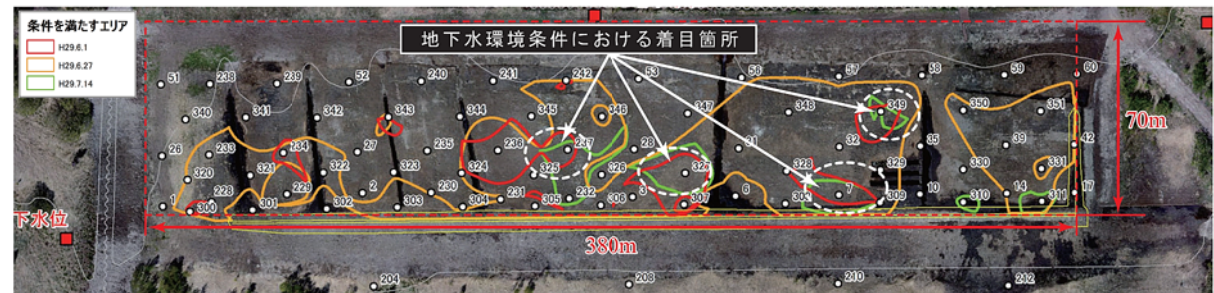 条件を満たすエリア
H29.6.1
H29.6.27
H29.7.14
地下水環境条件における着目箇所
51 238 239 52 240 241 242 53 56 57 58 59 60
340 341 342 343 344 345 346 347 348 349 350 351
26 233 234 27 235 236 237 28 31 32 35 39 42
70m
320 321 322 323 324 325 326 327 328 329 330 331
1 228 229 2 230 231 232 3 6 7 10 14 17
300 301 302 303 304 305 306 307 308 309 310 311
下水位
380m
204 208 210 212